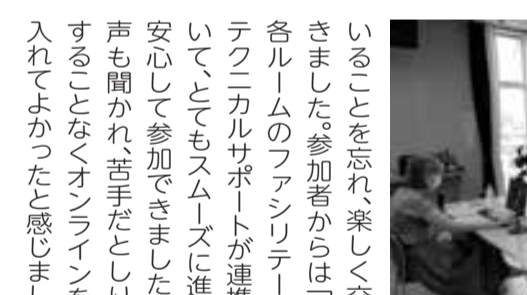 いることを忘れ、楽しく交
きました。参加者からは「
各ルームのファシリテー
テクニカルサポートが連携
いて、とてもスムーズに進
安心して参加できました
声も聞かれ、苦手だとしり
することなくオンラインを
入れてよかったと感じまし